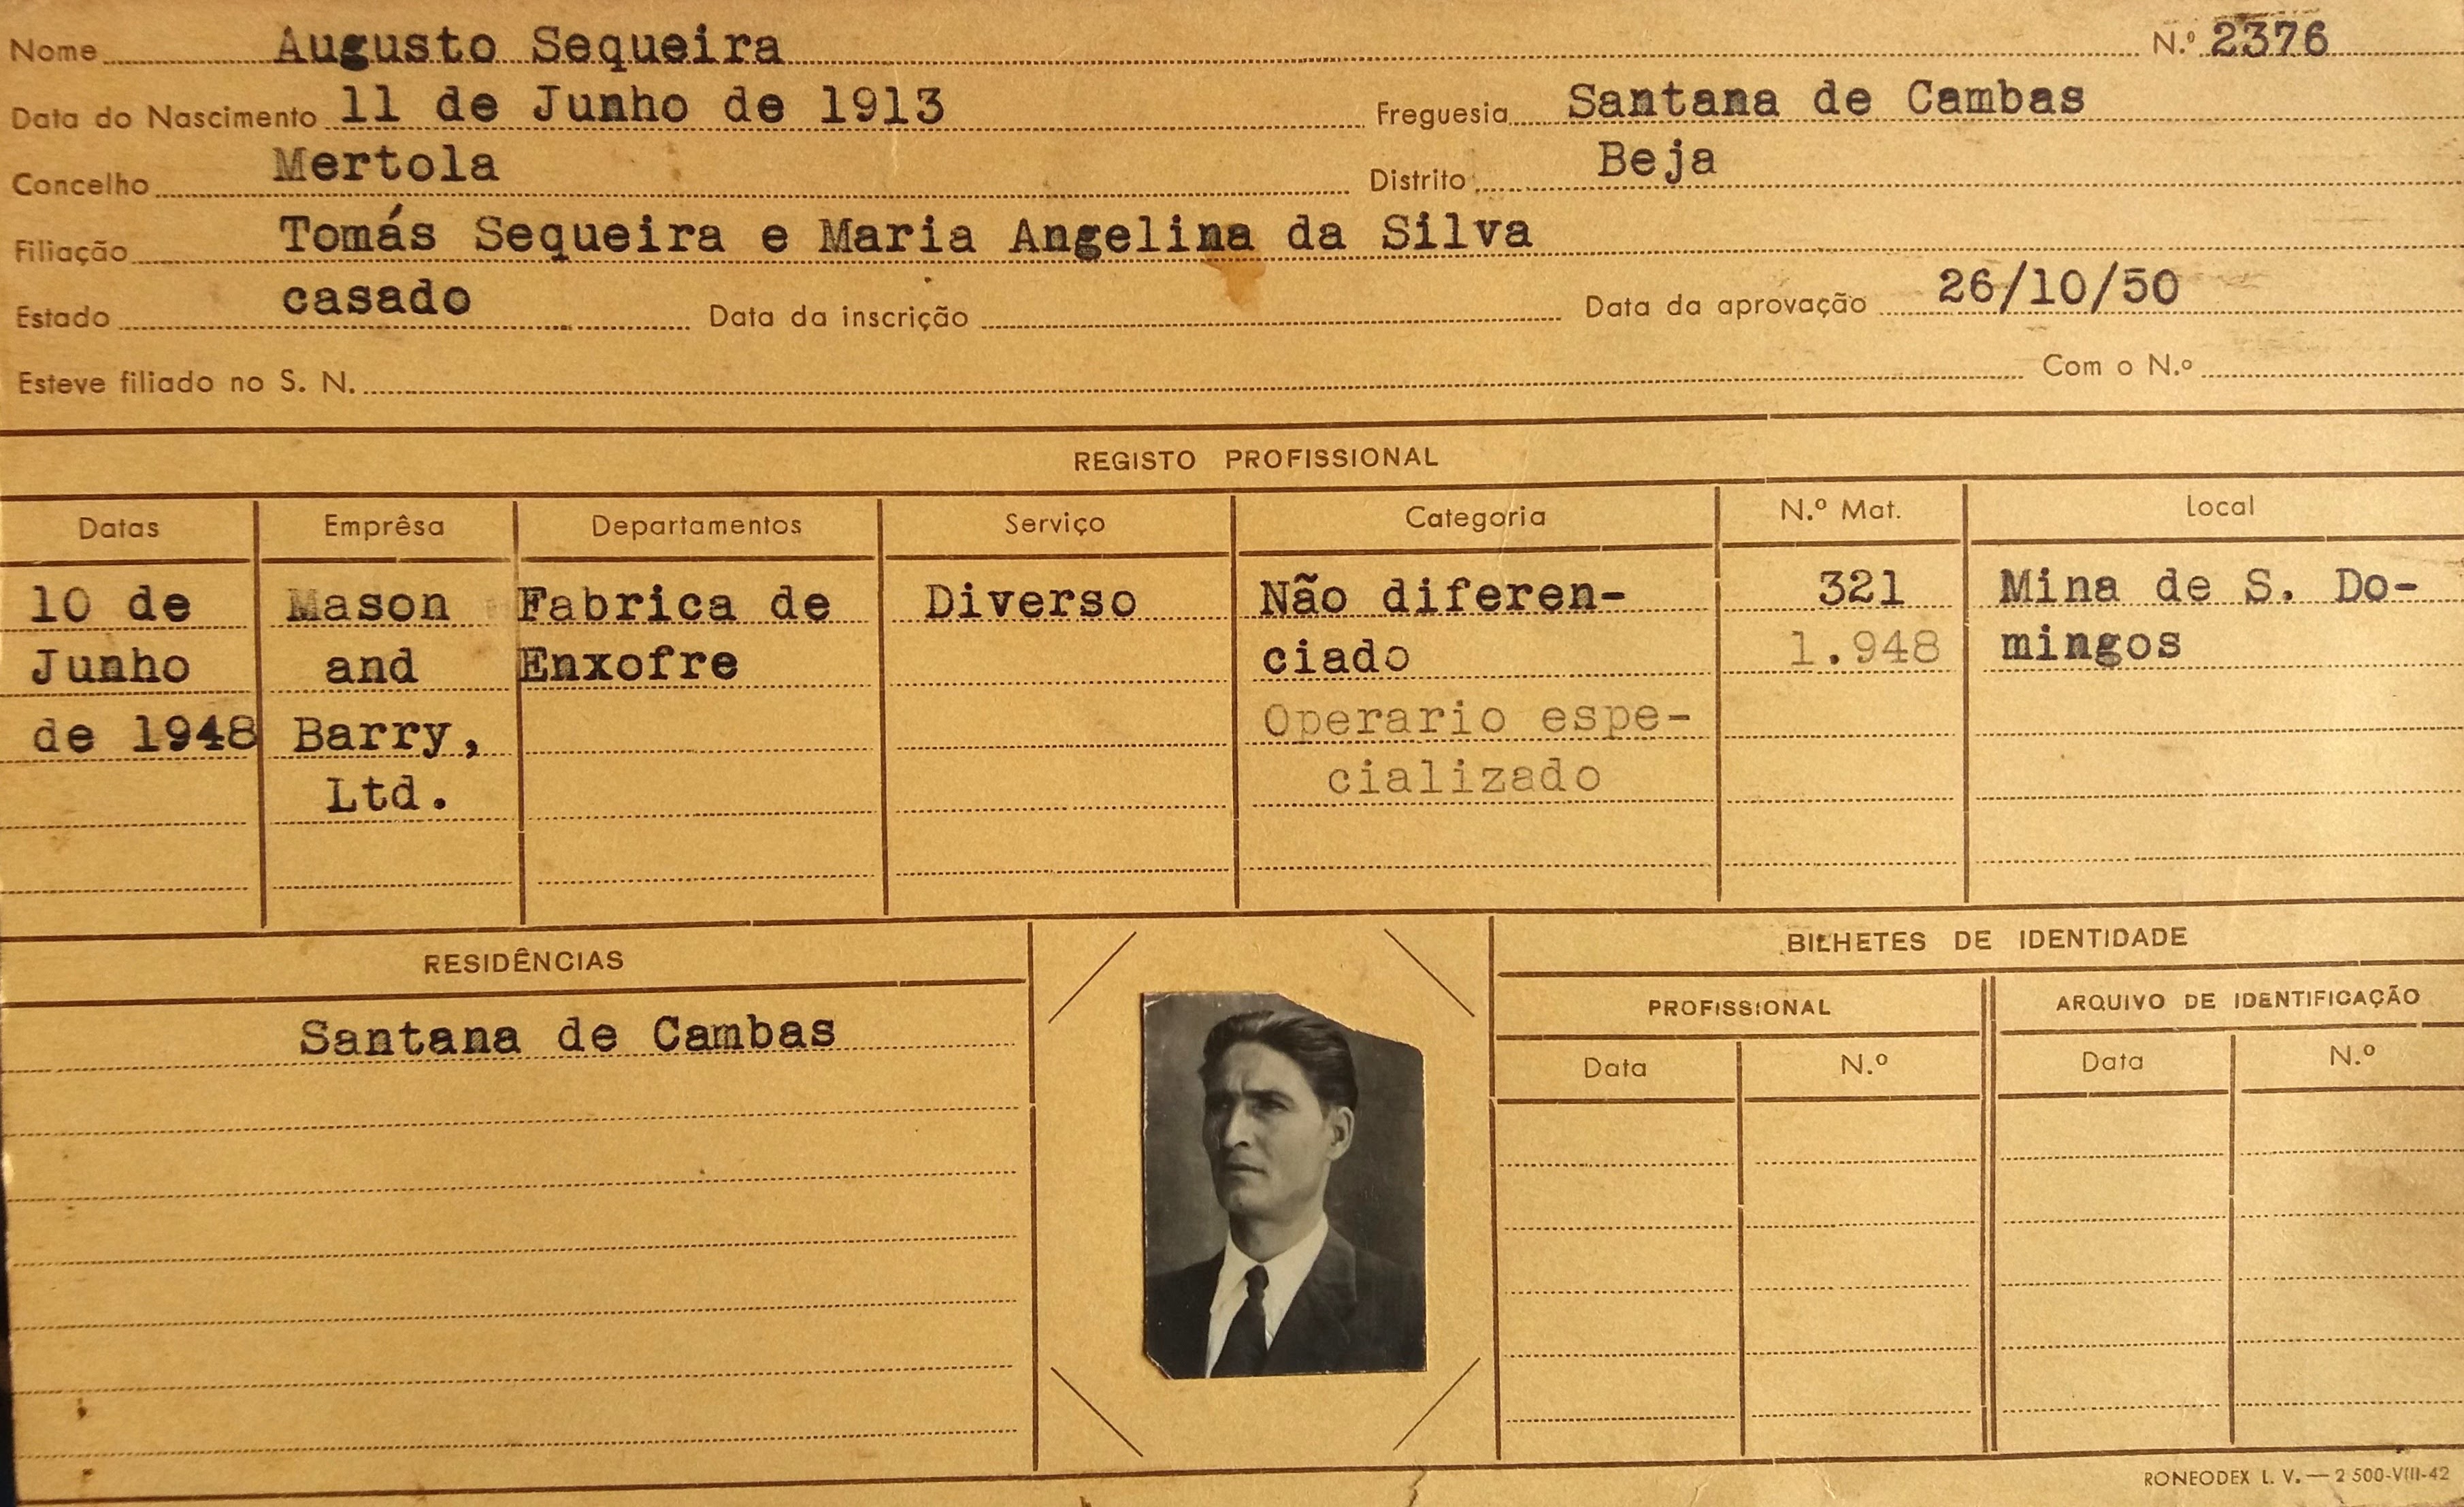 Nome Augusto Sequeira N.º 2376
Data do Nascimento 11 de Junho de 1913 Freguesia Santana de Cambas
Concelho Mertola Distrito Beja
Filiação Tomás Sequeira e Maria Angelina da Silva
Estado casado Data da inscrição Data da aprovação 26/10/50
Esteve filiado no S. N. Com o N.º
REGISTO PROFISSIONAL
Datas Emprêsa Departamentos Serviço Categoria N.º Mat. Local
10 de Mason Fabrica de Diverso Não diferen- 321 Mina de S. Do-
Junho and Enxofre ciado 1.948 mingos
de 1948 Barry, Operario espe-
Ltd. cializado
RESIDÊNCIAS BILHETES DE IDENTIDADE
PROFISSIONAL ARQUIVO DE IDENTIFICAÇÃO
Santana de Cambas
Data N.º Data N.º
RONEODEX L. V. — 2 500-VIII-42